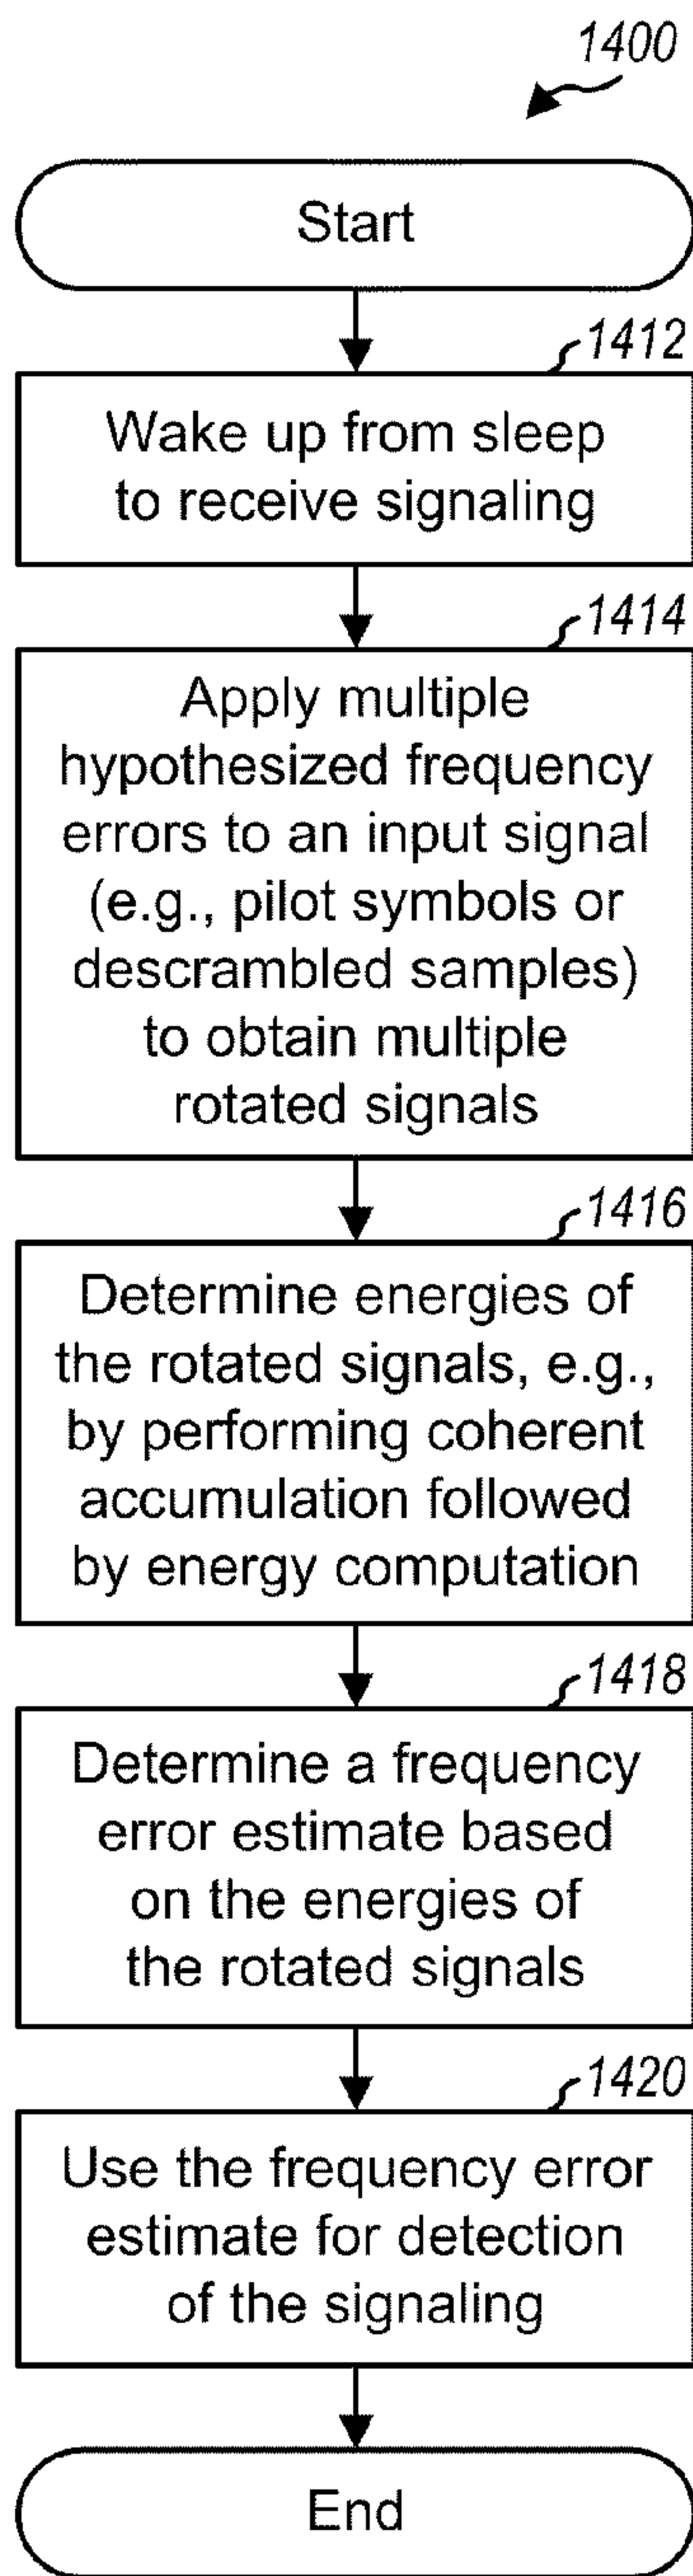 1400
Start
1412
Wake up from sleep
to receive signaling
1414
Apply multiple
hypothesized frequency
errors to an input signal
(e.g., pilot symbols or
descrambled samples)
to obtain multiple
rotated signals
1416
Determine energies of
the rotated signals, e.g.,
by performing coherent
accumulation followed
by energy computation
1418
Determine a frequency
error estimate based
on the energies of
the rotated signals
1420
Use the frequency error
estimate for detection
of the signaling
End